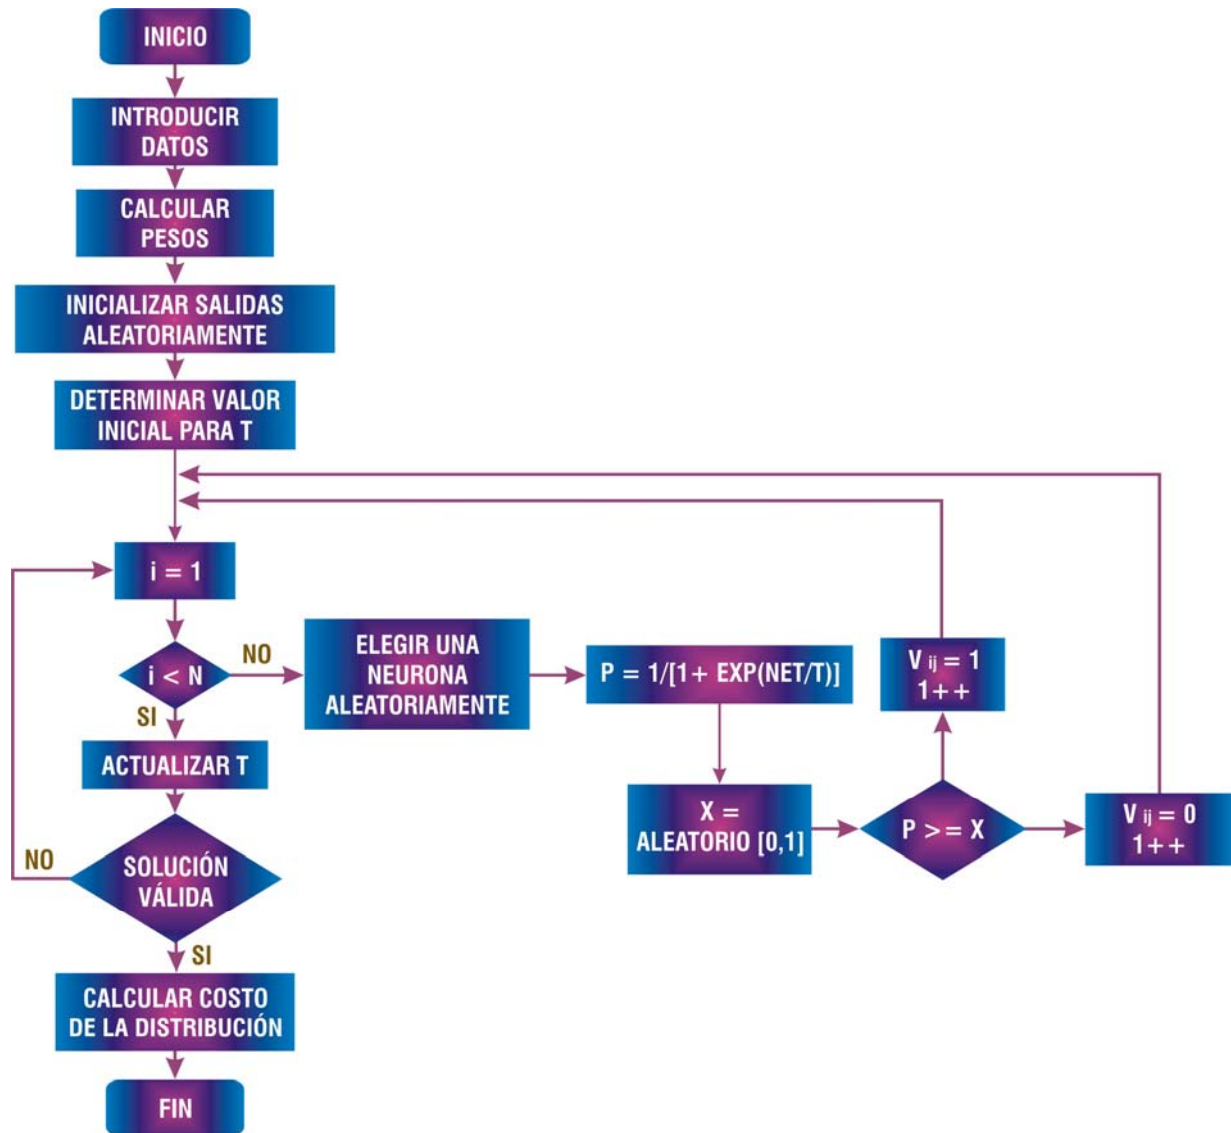 INICIO
INTRODUCIR
DATOS
CALCULAR
PESOS
INICIALIZAR SALIDAS
ALEATORIAMENTE
DETERMINAR VALOR
INICIAL PARA T
i = 1
i < N
NO
SI
ELEGIR UNA
NEURONA
ALEATORIAMENTE
P = 1/[1+ EXP(NET/T)]
X =
ALEATORIO [0,1]
P >= X
V ij = 1
1++
V ij = 0
1++
ACTUALIZAR T
SOLUCIÓN
VÁLIDA
NO
SI
CALCULAR COSTO
DE LA DISTRIBUCIÓN
FIN